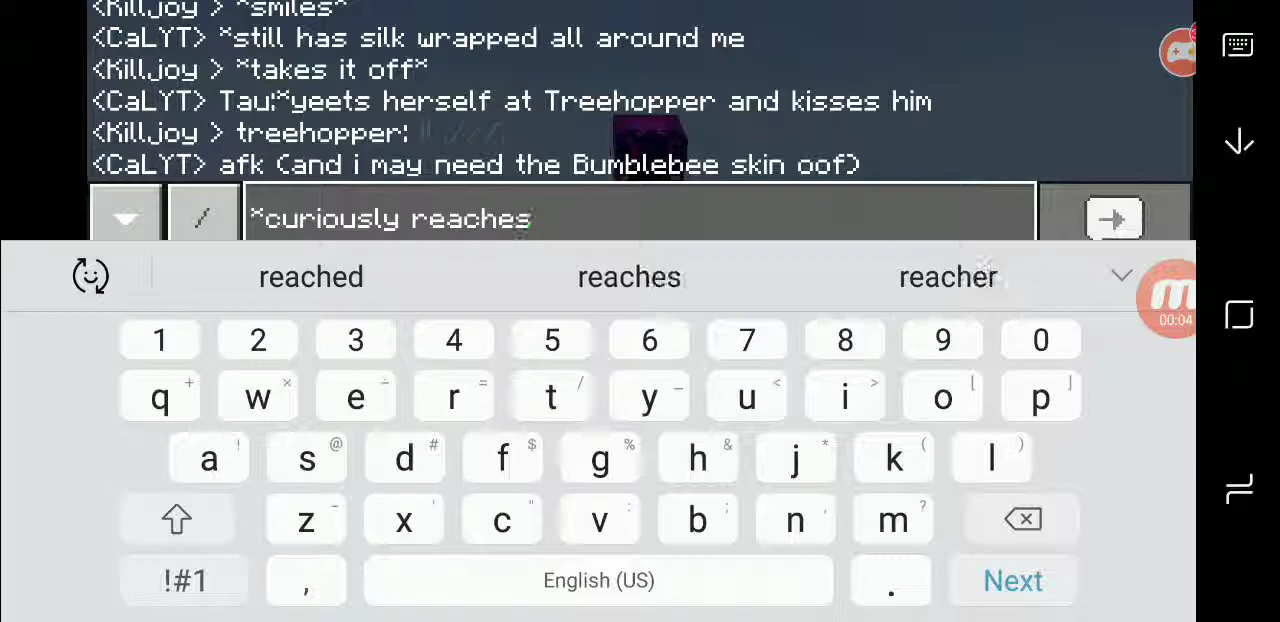 <Killjoy > *smiles*
<CaLYT> *still has silk wrapped all around me
<Killjoy > *takes it off*
<CaLYT> Tau:*yeets herself at Treehopper and kisses him
<Killjoy > treehopper:
<CaLYT> afk (and i may need the Bumblebee skin oof)
/ *curiously reaches
reached reaches reacher
00:04
1 2 3 4 5 6 7 8 9 0
q + w × e ÷ r = t / y _ u < i > o [ p ]
a ! s @ d # f $ g % h & j * k ( l )
z - x ' c " v : b ; n , m ?
!#1 , English (US) . Next